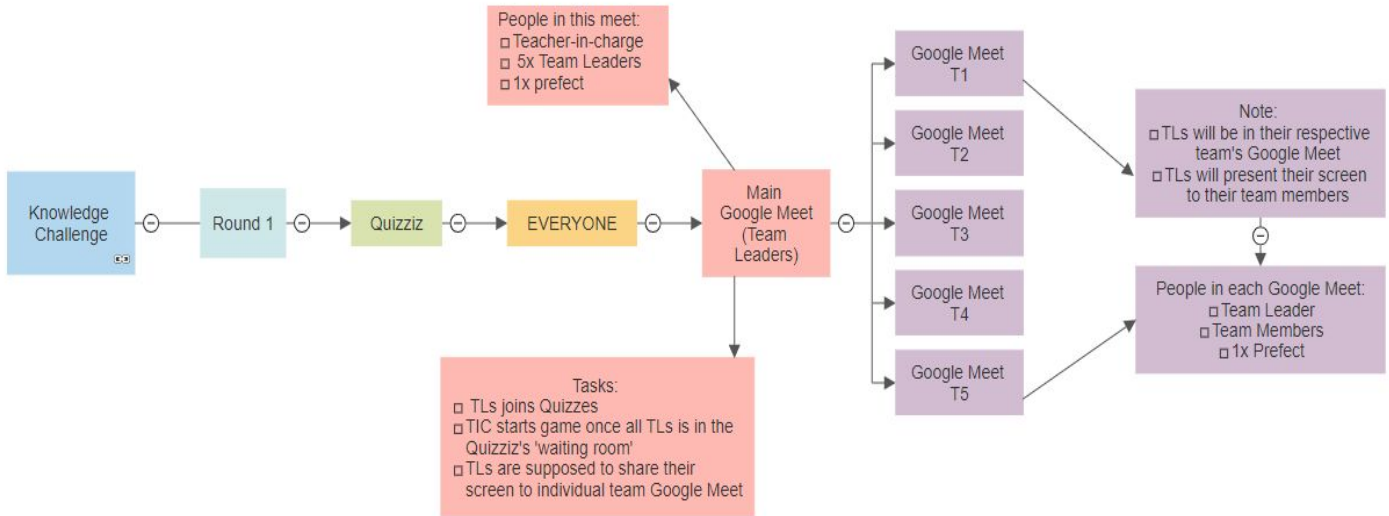 Knowledge
Challenge
Round 1
Quizziz
EVERYONE
People in this meet:
□ Teacher-in-charge
□ 5x Team Leaders
□ 1x prefect
Main
Google Meet
(Team
Leaders)
Tasks:
□ TLs joins Quizzes
□ TIC starts game once all TLs is in the
Quizziz's 'waiting room'
□ TLs are supposed to share their
screen to individual team Google Meet
Google Meet
T1
Google Meet
T2
Google Meet
T3
Google Meet
T4
Google Meet
T5
Note:
□ TLs will be in their respective
team's Google Meet
□ TLs will present their screen
to their team members
People in each Google Meet:
□ Team Leader
□ Team Members
□ 1x Prefect